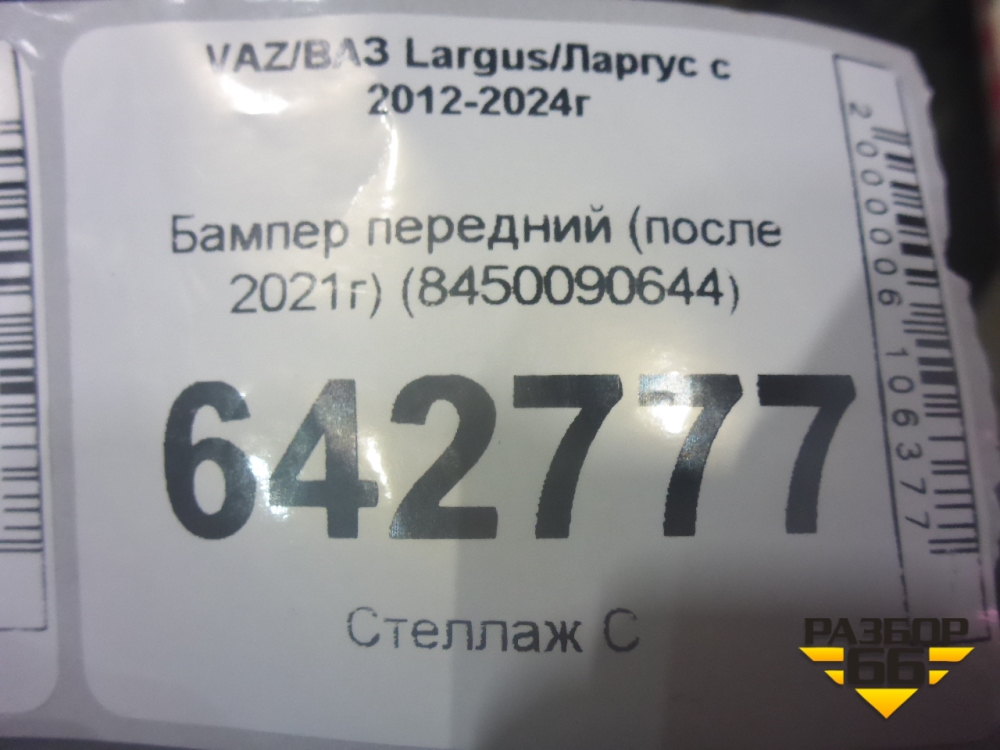 VAZ/ВАЗ Largus/Ларгус с
2012-2024г
Бампер передний (после
2021г) (8450090644)
642777
Стеллаж С
2000006106377
РАЗБОР
66